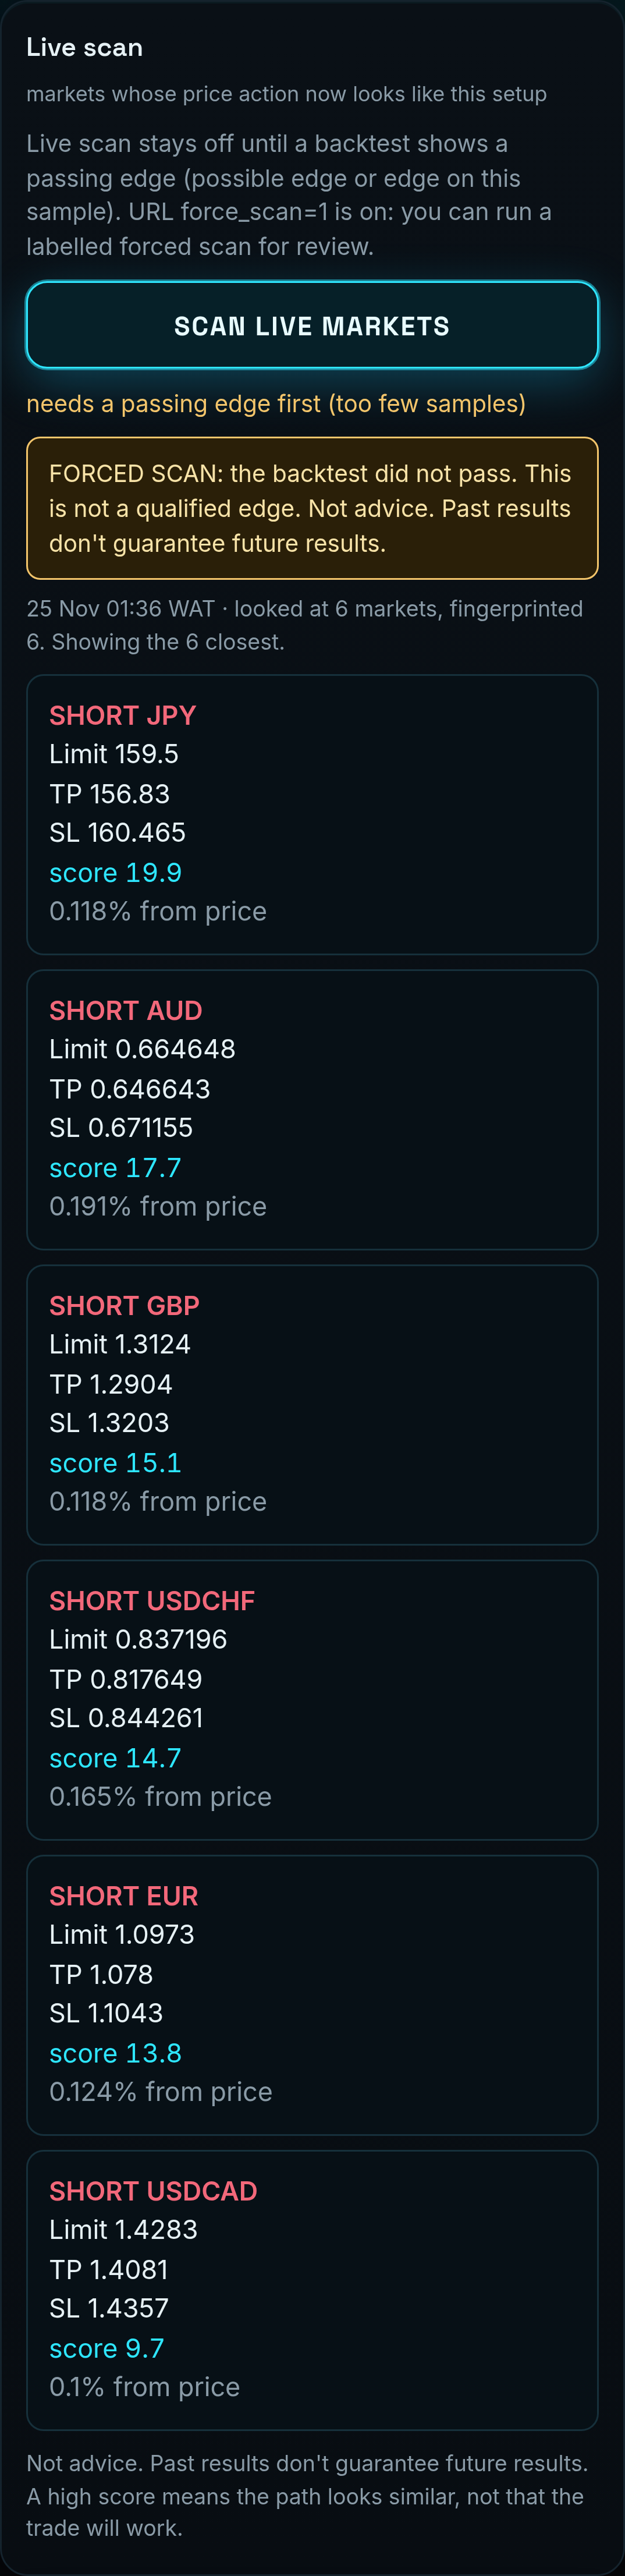 Live scan
markets whose price action now looks like this setup
Live scan stays off until a backtest shows a
passing edge (possible edge or edge on this
sample). URL force_scan=1 is on: you can run a
labelled forced scan for review.
SCAN LIVE MARKETS
needs a passing edge first (too few samples)
FORCED SCAN: the backtest did not pass. This
is not a qualified edge. Not advice. Past results
don't guarantee future results.
25 Nov 01:36 WAT · looked at 6 markets, fingerprinted
6. Showing the 6 closest.
SHORT JPY
Limit 159.5
TP 156.83
SL 160.465
score 19.9
0.118% from price
SHORT AUD
Limit 0.664648
TP 0.646643
SL 0.671155
score 17.7
0.191% from price
SHORT GBP
Limit 1.3124
TP 1.2904
SL 1.3203
score 15.1
0.118% from price
SHORT USDCHF
Limit 0.837196
TP 0.817649
SL 0.844261
score 14.7
0.165% from price
SHORT EUR
Limit 1.0973
TP 1.078
SL 1.1043
score 13.8
0.124% from price
SHORT USDCAD
Limit 1.4283
TP 1.4081
SL 1.4357
score 9.7
0.1% from price
Not advice. Past results don't guarantee future results.
A high score means the path looks similar, not that the
trade will work.